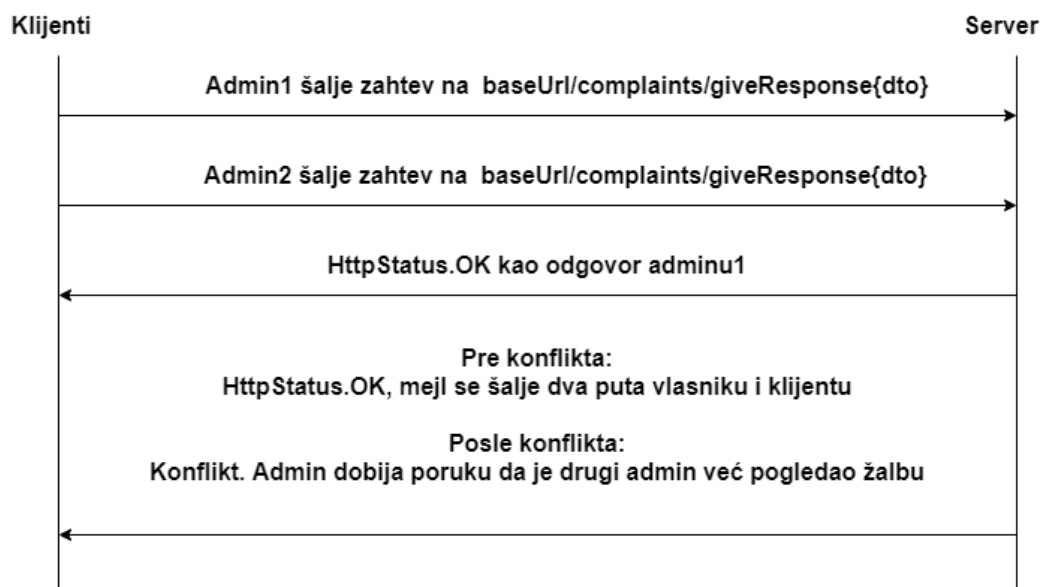 Klijenti
Server
Admin1 šalje zahtev na  baseUrl/complaints/giveResponse{dto}
Admin2 šalje zahtev na  baseUrl/complaints/giveResponse{dto}
HttpStatus.OK kao odgovor adminu1
Pre konflikta:
HttpStatus.OK, mejl se šalje dva puta vlasniku i klijentu
Posle konflikta:
Konflikt. Admin dobija poruku da je drugi admin već pogledao žalbu